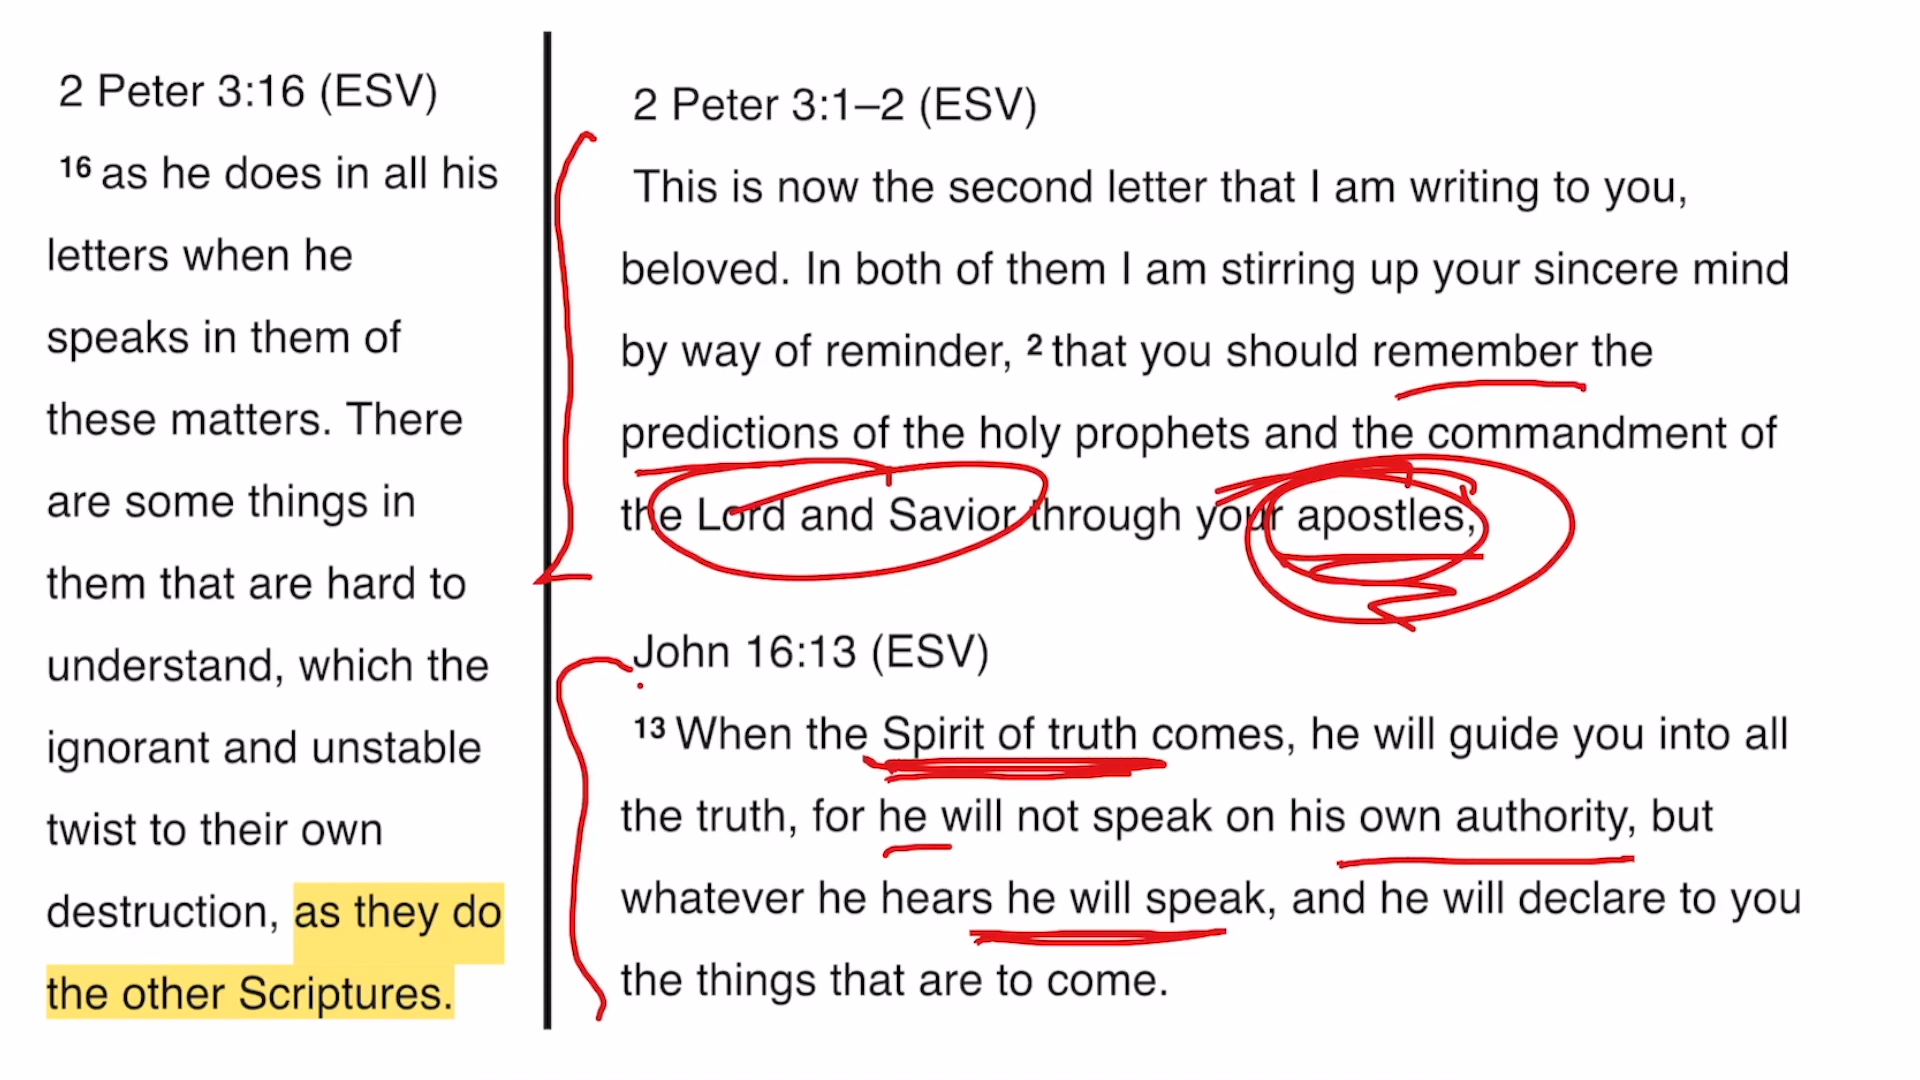 2 Peter 3:16 (ESV)
16 as he does in all his
letters when he
speaks in them of
these matters. There
are some things in
them that are hard to
understand, which the
ignorant and unstable
twist to their own
destruction, as they do
the other Scriptures.
2 Peter 3:1–2 (ESV)
This is now the second letter that I am writing to you,
beloved. In both of them I am stirring up your sincere mind
by way of reminder, 2 that you should remember the
predictions of the holy prophets and the commandment of
the Lord and Savior through your apostles,
John 16:13 (ESV)
13 When the Spirit of truth comes, he will guide you into all
the truth, for he will not speak on his own authority, but
whatever he hears he will speak, and he will declare to you
the things that are to come.